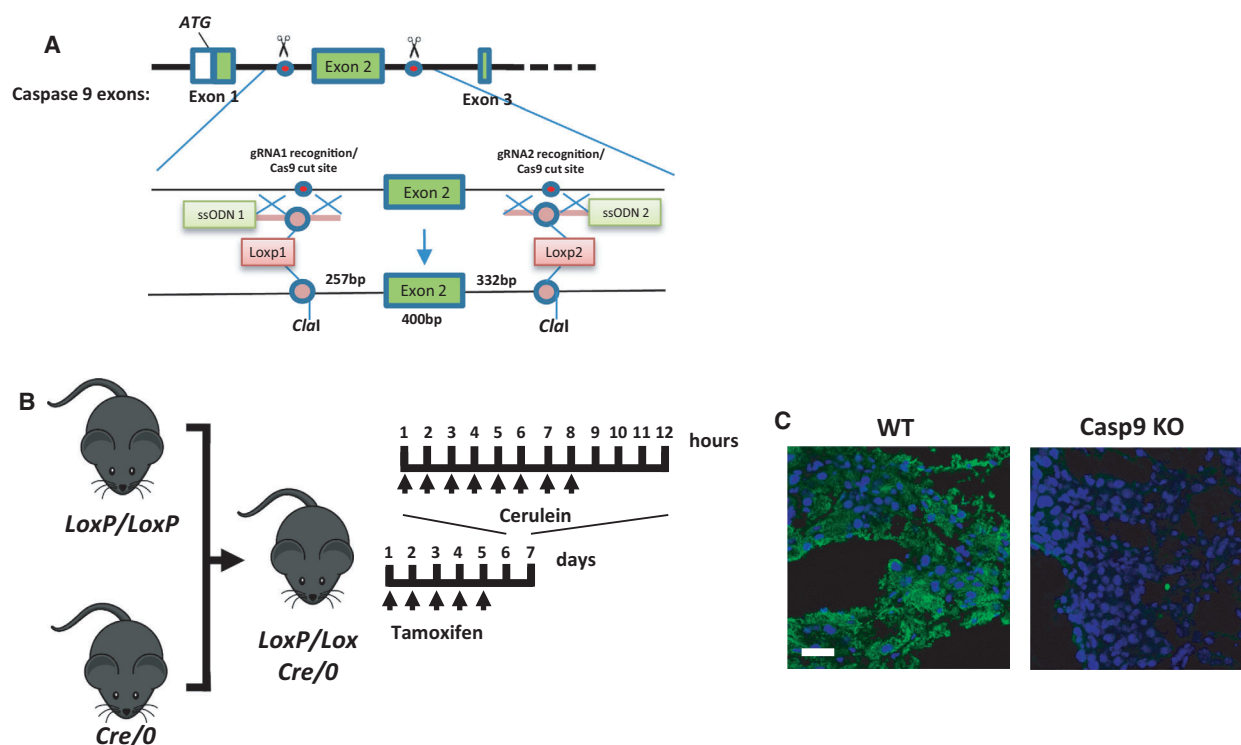 A
ATG
Exon 2
Caspase 9 exons:
Exon 1
Exon 3
gRNA1 recognition/
Cas9 cut site
gRNA2 recognition/
Cas9 cut site
Exon 2
ssODN 1
ssODN 2
Loxp1
Loxp2
257bp
332bp
Exon 2
400bp
ClaI
ClaI
B
LoxP/LoxP
Cre/0
LoxP/Lox
Cre/0
1 2 3 4 5 6 7 8 9 10 11 12 hours
Cerulein
1 2 3 4 5 6 7 days
Tamoxifen
C
WT
Casp9 KO